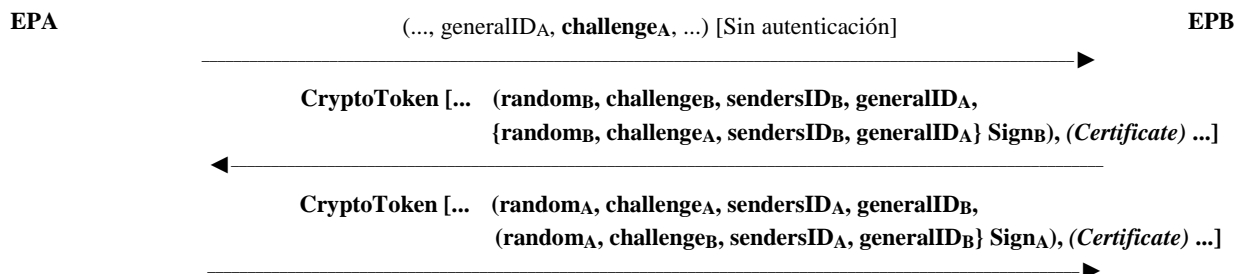 EPA (..., generalIDA, challengeA, ...) [Sin autenticación] EPB
CryptoToken [... (randomB, challengeB, sendersIDB, generalIDA,
{randomB, challengeA, sendersIDB, generalIDA} SignB), (Certificate) ...]
CryptoToken [... (randomA, challengeA, sendersIDA, generalIDB,
(randomA, challengeB, sendersIDA, generalIDB} SignA), (Certificate) ...]